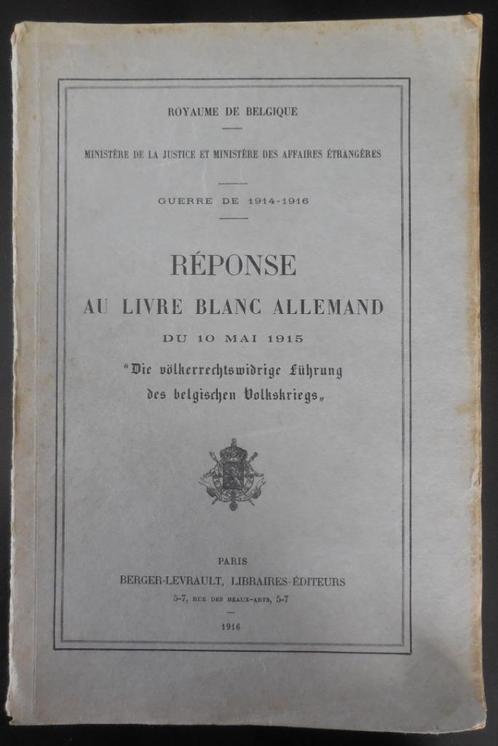 ROYAUME DE BELGIQUE
MINISTÈRE DE LA JUSTICE ET MINISTÈRE DES AFFAIRES ÉTRANGÈRES
GUERRE DE 1914-1916
RÉPONSE
AU LIVRE BLANC ALLEMAND
DU 10 MAI 1915
"Die völkerrechtswidrige Führung
des belgischen Volkskriegs„
PARIS
BERGER-LEVRAULT, LIBRAIRES-ÉDITEURS
5-7, RUE DES BEAUX-ARTS, 5-7
1916